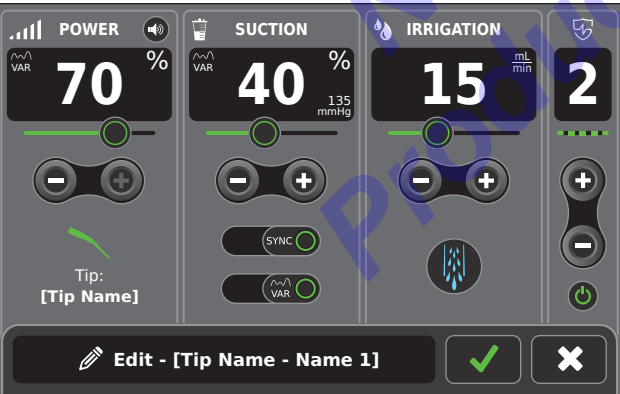 POWER
VAR
70
%
Tip:
[Tip Name]
SUCTION
VAR
40
%
135
mmHg
SYNC
VAR
IRRIGATION
15
mL
min
2
Edit - [Tip Name - Name 1]